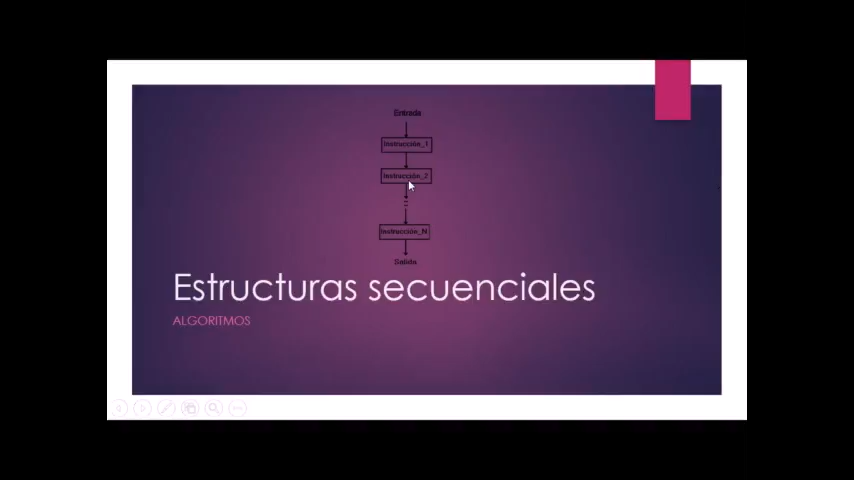 Entrada
Instrucción_1
Instrucción_2
Instrucción_N
Salida
Estructuras secuenciales
ALGORITMOS